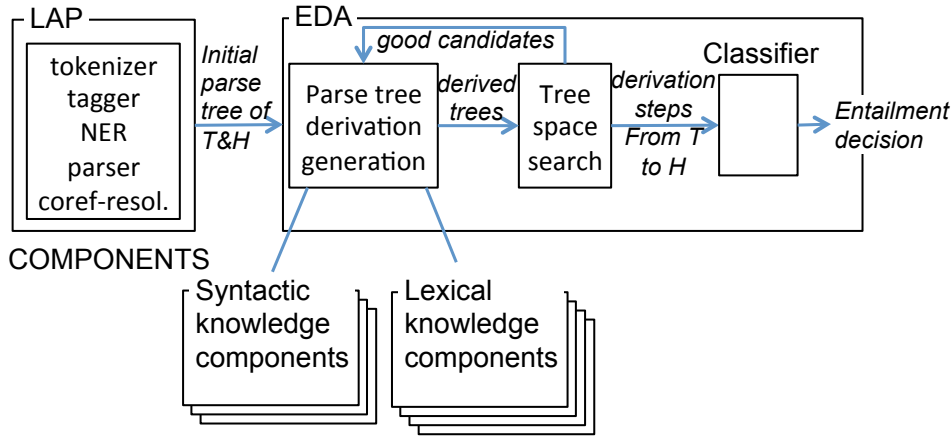 LAP
tokenizer
tagger
NER
parser
coref-resol.
Initial
parse
tree of
T&H
EDA
good candidates
Parse tree
derivation
generation
derived
trees
Tree
space
search
derivation
steps
From T
to H
Classifier
Entailment
decision
COMPONENTS
Syntactic
knowledge
components
Lexical
knowledge
components